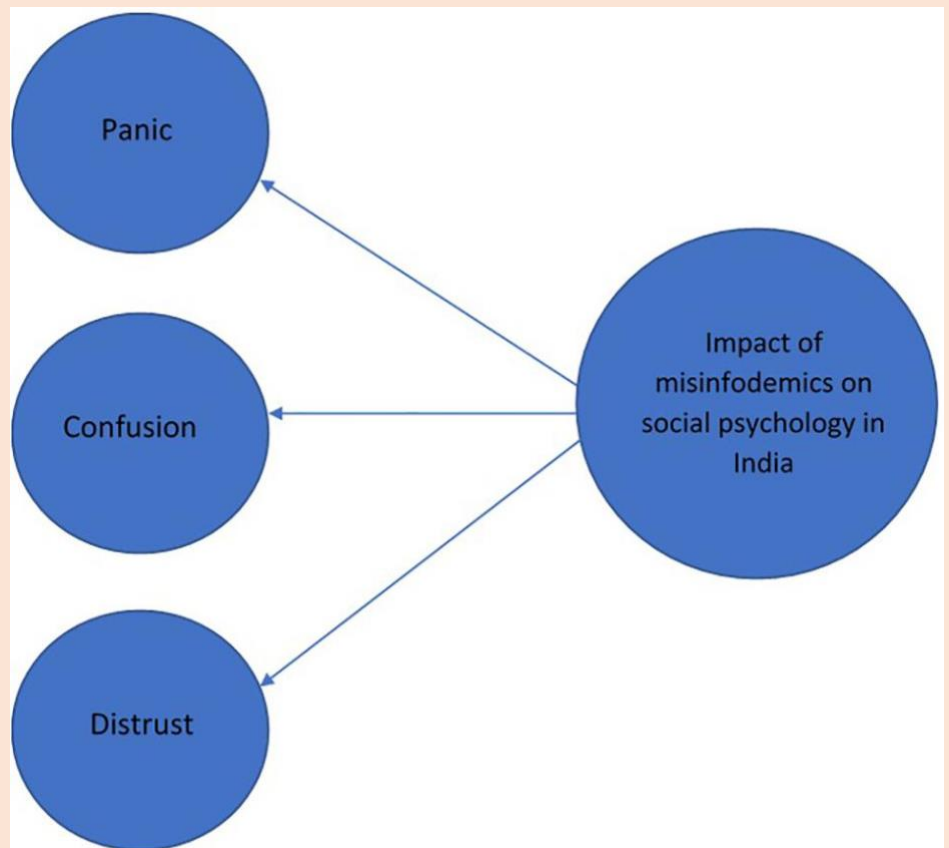 Panic
Confusion
Distrust
Impact of
misinfodemics on
social psychology in
India